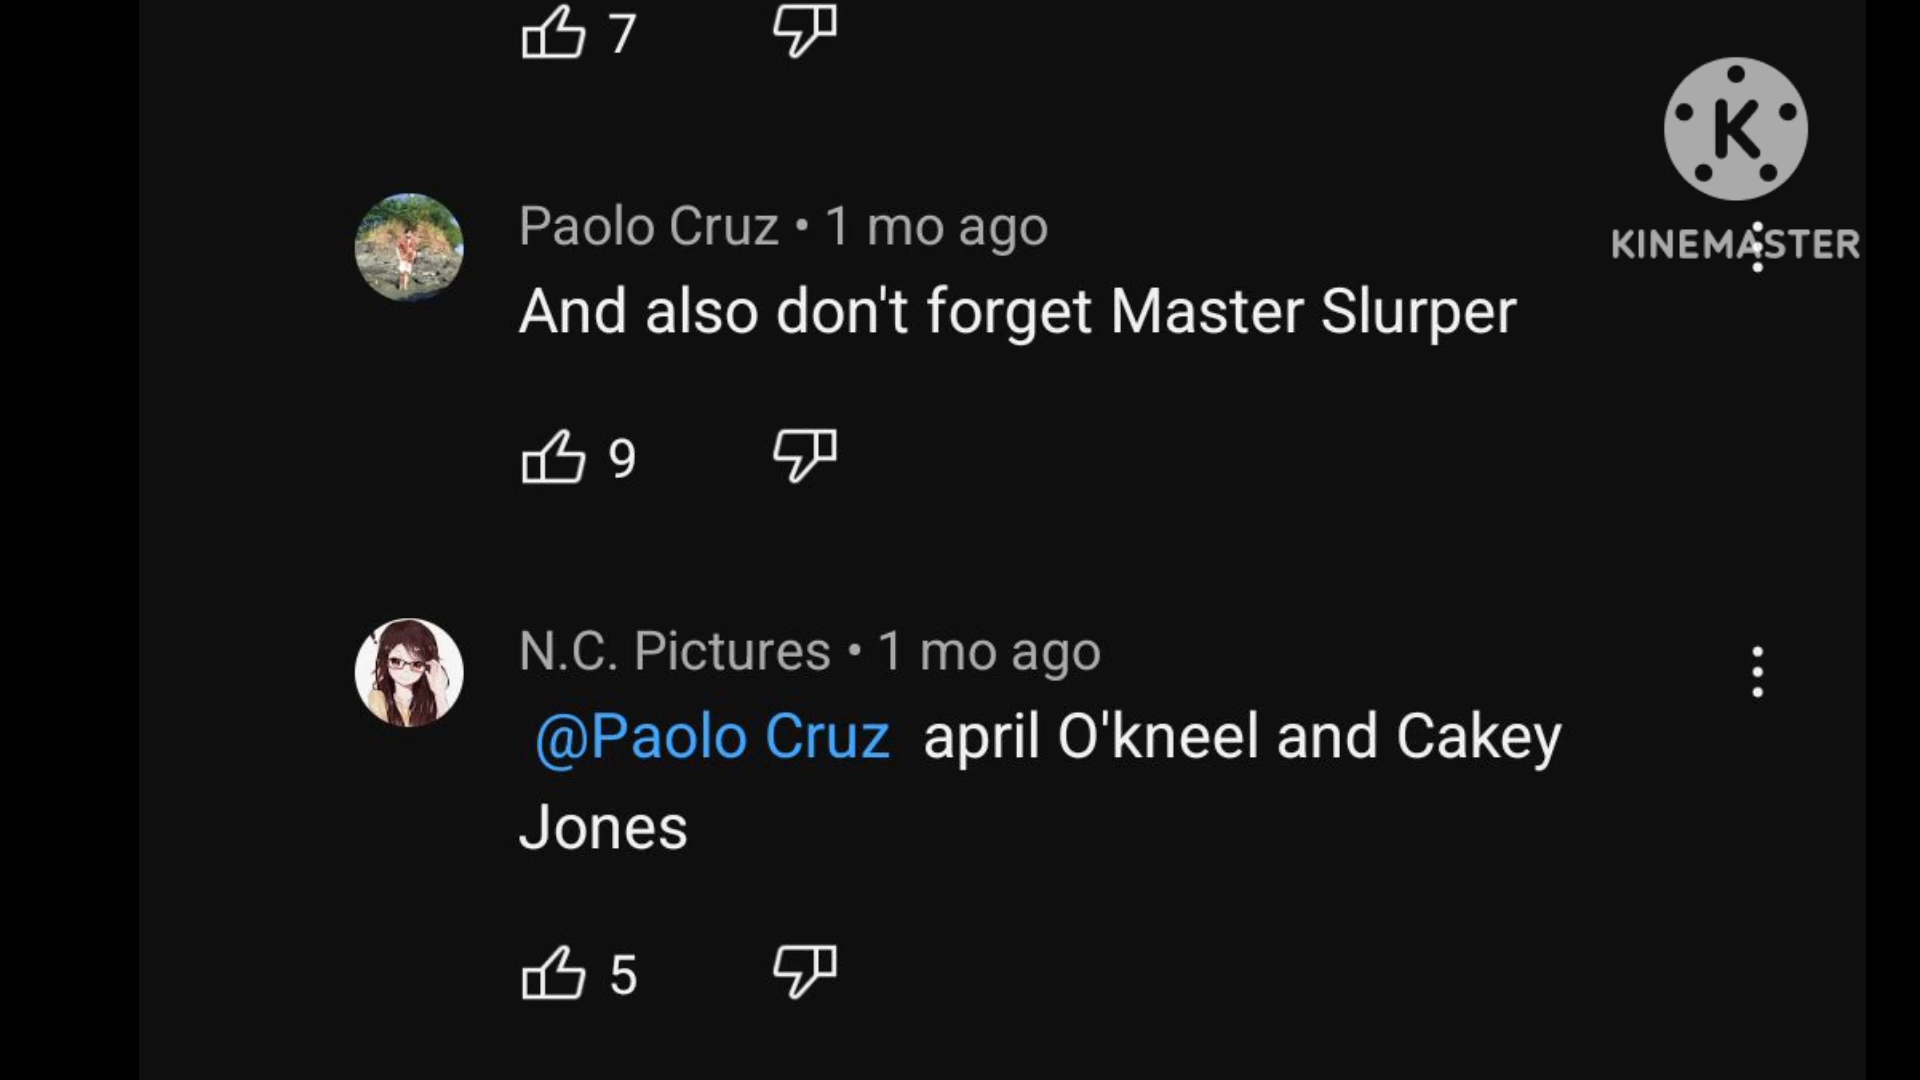 7
K
KINEMASTER
Paolo Cruz • 1 mo ago
And also don't forget Master Slurper
9
N.C. Pictures • 1 mo ago
@Paolo Cruz april O'kneel and Cakey
Jones
5